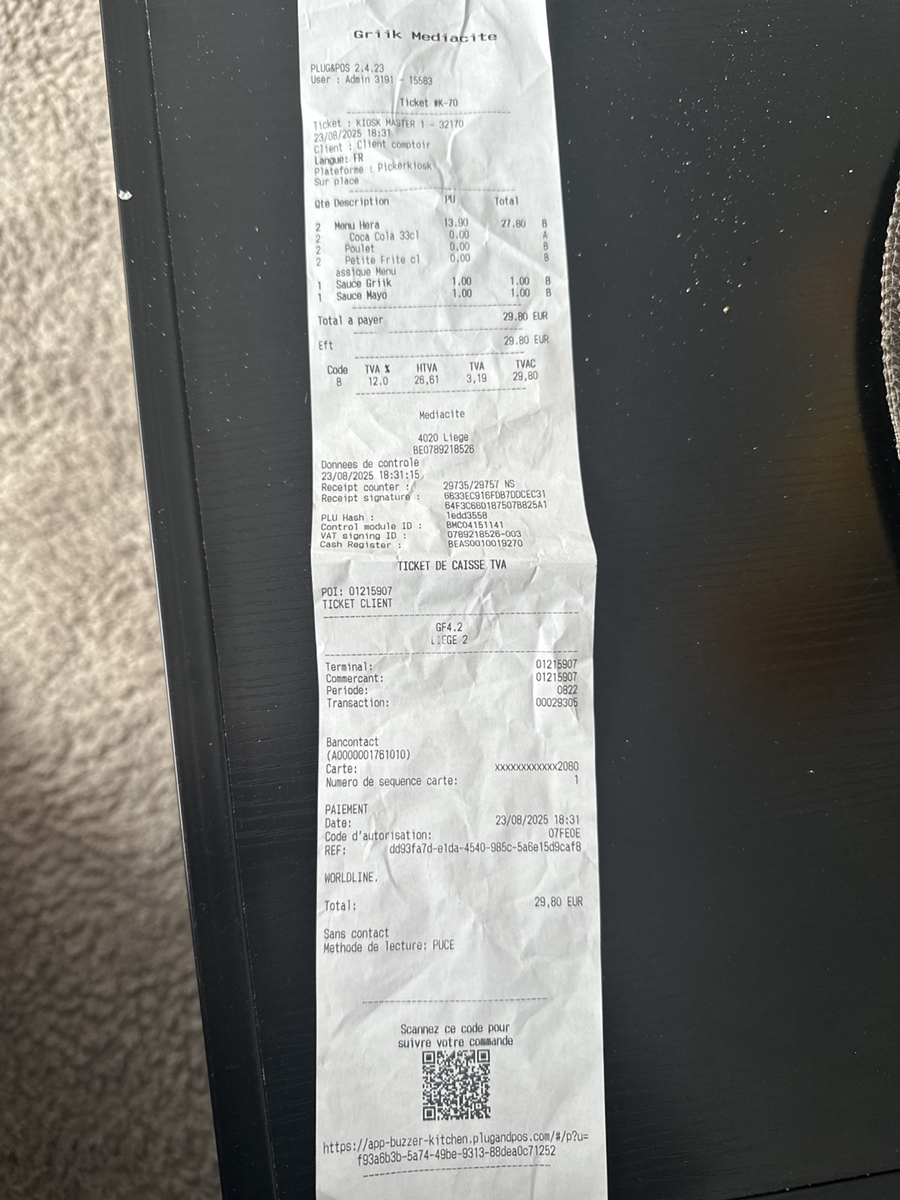 Griik Mediacite
PLUG&POS 2.4.23
User : Admin 3191 - 15583
Ticket #K-70
Ticket : KIOSK MASTER 1 - 32170
23/08/2025 18:31
Client : Client comptoir
Langue: FR
Plateforme : Pickerkiosk
Sur place
Qte Description PU Total
2 Menu Hera 13.90 27.80 B
2 Coca Cola 33cl 0.00 A
2 Poulet 0.00 B
2 Petite Frite cl 0.00 B
assique Menu
1 Sauce Griik 1.00 1.00 B
1 Sauce Mayo 1.00 1.00 B
Total a payer 29.80 EUR
Eft 29.80 EUR
Code TVA % HTVA TVA TVAC
B 12.0 26,61 3,19 29,80
Mediacite
4020 Liege
BE0789218526
Donnees de controle
23/08/2025 18:31:15
Receipt counter : 29735/29757 NS
Receipt signature : 6633EC916FDB7DDCEC31
64F3C66D187507B825A1
PLU Hash : 1edd3558
Control module ID : BMC04151141
VAT signing ID : 0789218526-003
Cash Register : BEAS0010019270
TICKET DE CAISSE TVA
POI: 01215907
TICKET CLIENT
GF4.2
LIEGE 2
Terminal: 01215907
Commercant: 01215907
Periode: 0822
Transaction: 00029305
Bancontact
(A0000001761010)
Carte: xxxxxxxxxxxx2080
Numero de sequence carte: 1
PAIEMENT
Date: 23/08/2025 18:31
Code d'autorisation: 07FE0E
REF: dd93fa7d-e1da-4540-985c-5a6e15d9caf8
WORLDLINE.
Total: 29,80 EUR
Sans contact
Methode de lecture: PUCE
Scannez ce code pour
suivre votre commande
https://app-buzzer-kitchen.plugandpos.com/#/p?u=
f93a6b3b-5a74-49be-9313-88dea0c71252